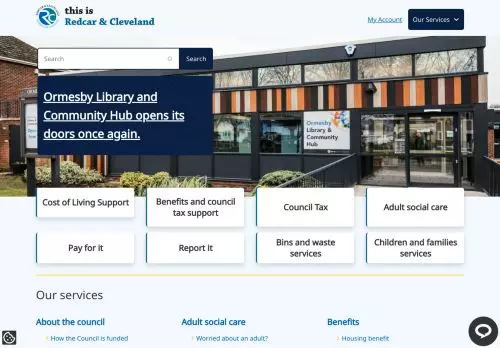 this is
Redcar & Cleveland
My Account
Our Services
Search
Search
Ormesby Library and
Community Hub opens its
doors once again.
Ormesby
Library &
Community
Hub
Cost of Living Support
Benefits and council
tax support
Council Tax
Adult social care
Pay for it
Report it
Bins and waste
services
Children and families
services
Our services
About the council
Adult social care
Benefits
How the Council is funded
Worried about an adult?
Housing benefit